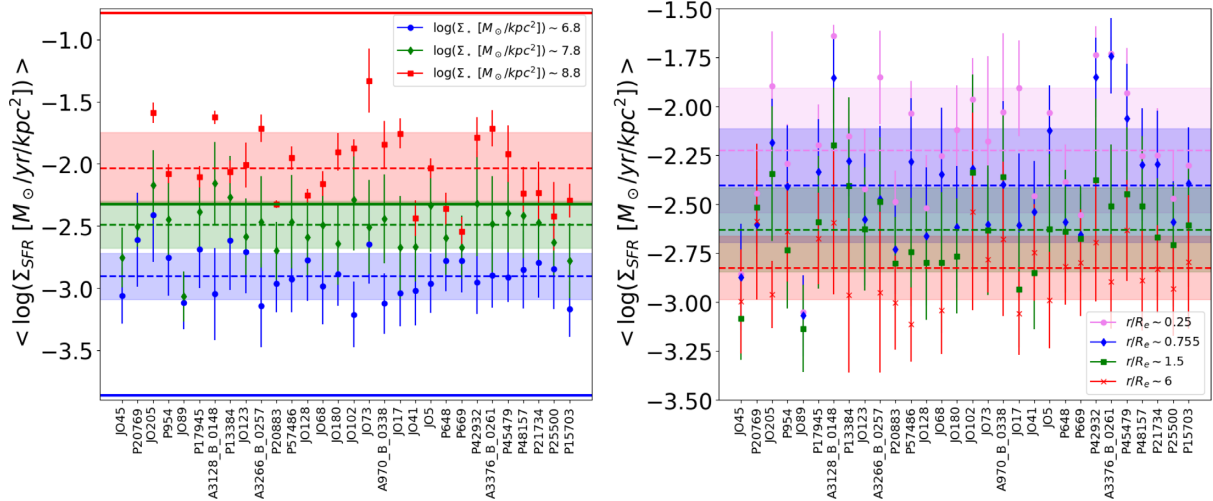 < log(Σ_SFR [M_⊙/yr/kpc²]) >
−1.0
−1.5
−2.0
−2.5
−3.0
−3.5
log(Σ⋆ [M_⊙/kpc²])~6.8
log(Σ⋆ [M_⊙/kpc²])~7.8
log(Σ⋆ [M_⊙/kpc²])~8.8
JO45
P20769
JO205
P954
JO89
P17945
A3128_B_0148
P13384
JO123
A3266_B_0257
P20883
P57486
JO128
JO68
JO180
JO102
JO73
A970_B_0338
JO17
JO41
JO5
P648
P669
P42932
A3376_B_0261
P45479
P48157
P21734
P25500
P15703
< log(Σ_SFR [M_⊙/yr/kpc²]) >
−1.50
−1.75
−2.00
−2.25
−2.50
−2.75
−3.00
−3.25
−3.50
r/R_e ~ 0.25
r/R_e ~ 0.755
r/R_e ~ 1.5
r/R_e ~ 6
JO45
P20769
JO205
P954
JO89
P17945
A3128_B_0148
P13384
JO123
A3266_B_0257
P20883
P57486
JO128
JO68
JO180
JO102
JO73
A970_B_0338
JO17
JO41
JO5
P648
P669
P42932
A3376_B_0261
P45479
P48157
P21734
P25500
P15703